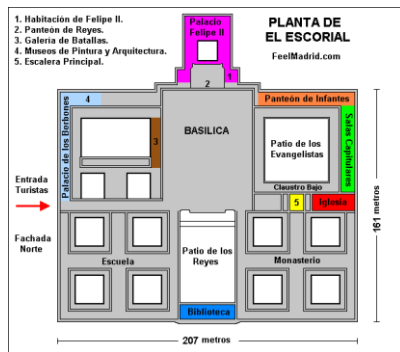 1. Habitación de Felipe II.
2. Panteón de Reyes.
3. Galería de Batallas.
4. Museos de Pintura y Arquitectura.
5. Escalera Principal.
Palacio
Felipe II
PLANTA DE
EL ESCORIAL
FeelMadrid.com
1
2
4
Panteón de Infantes
Palacio de los Borbones
BASILICA
3
Patio de los
Evangelistas
Salas Capitulares
Claustro Bajo
5
Iglesia
Entrada
Turistas
Fachada
Norte
Patio de los
Reyes
Escuela
Monasterio
Biblioteca
161 metros
207 metros